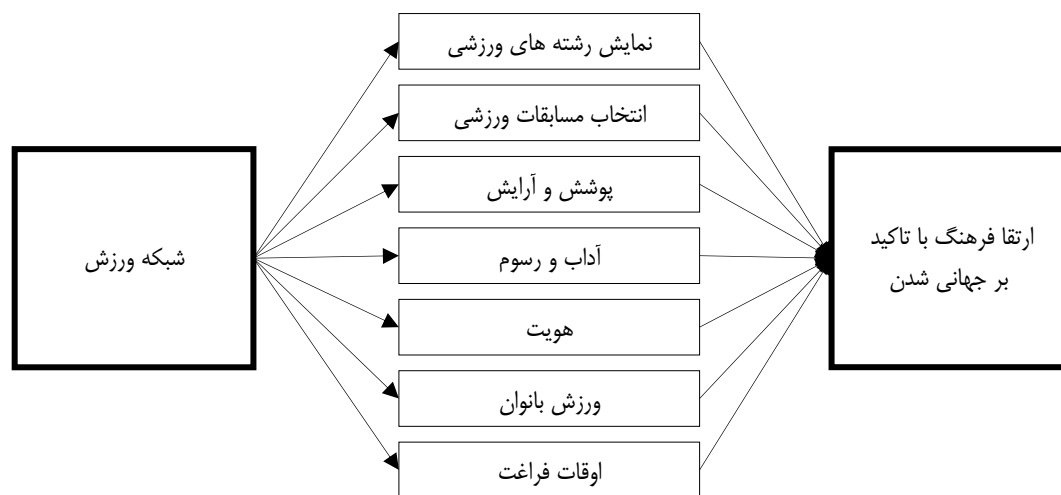 نمایش رشته های ورزشی
انتخاب مسابقات ورزشی
پوشش و آرایش
آداب و رسوم
هویت
ورزش بانوان
اوقات فراغت
شبکه ورزش
ارتقا فرهنگ با تاکید
بر جهانی شدن